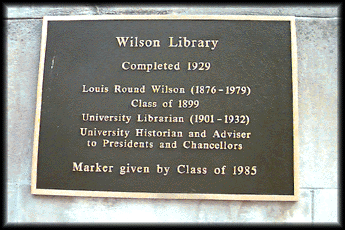 Wilson Library
Completed 1929
Louis Round Wilson (1876-1979)
Class of 1899
University Librarian (1901-1932)
University Historian and Adviser
to Presidents and Chancellors
Marker given by Class of 1985